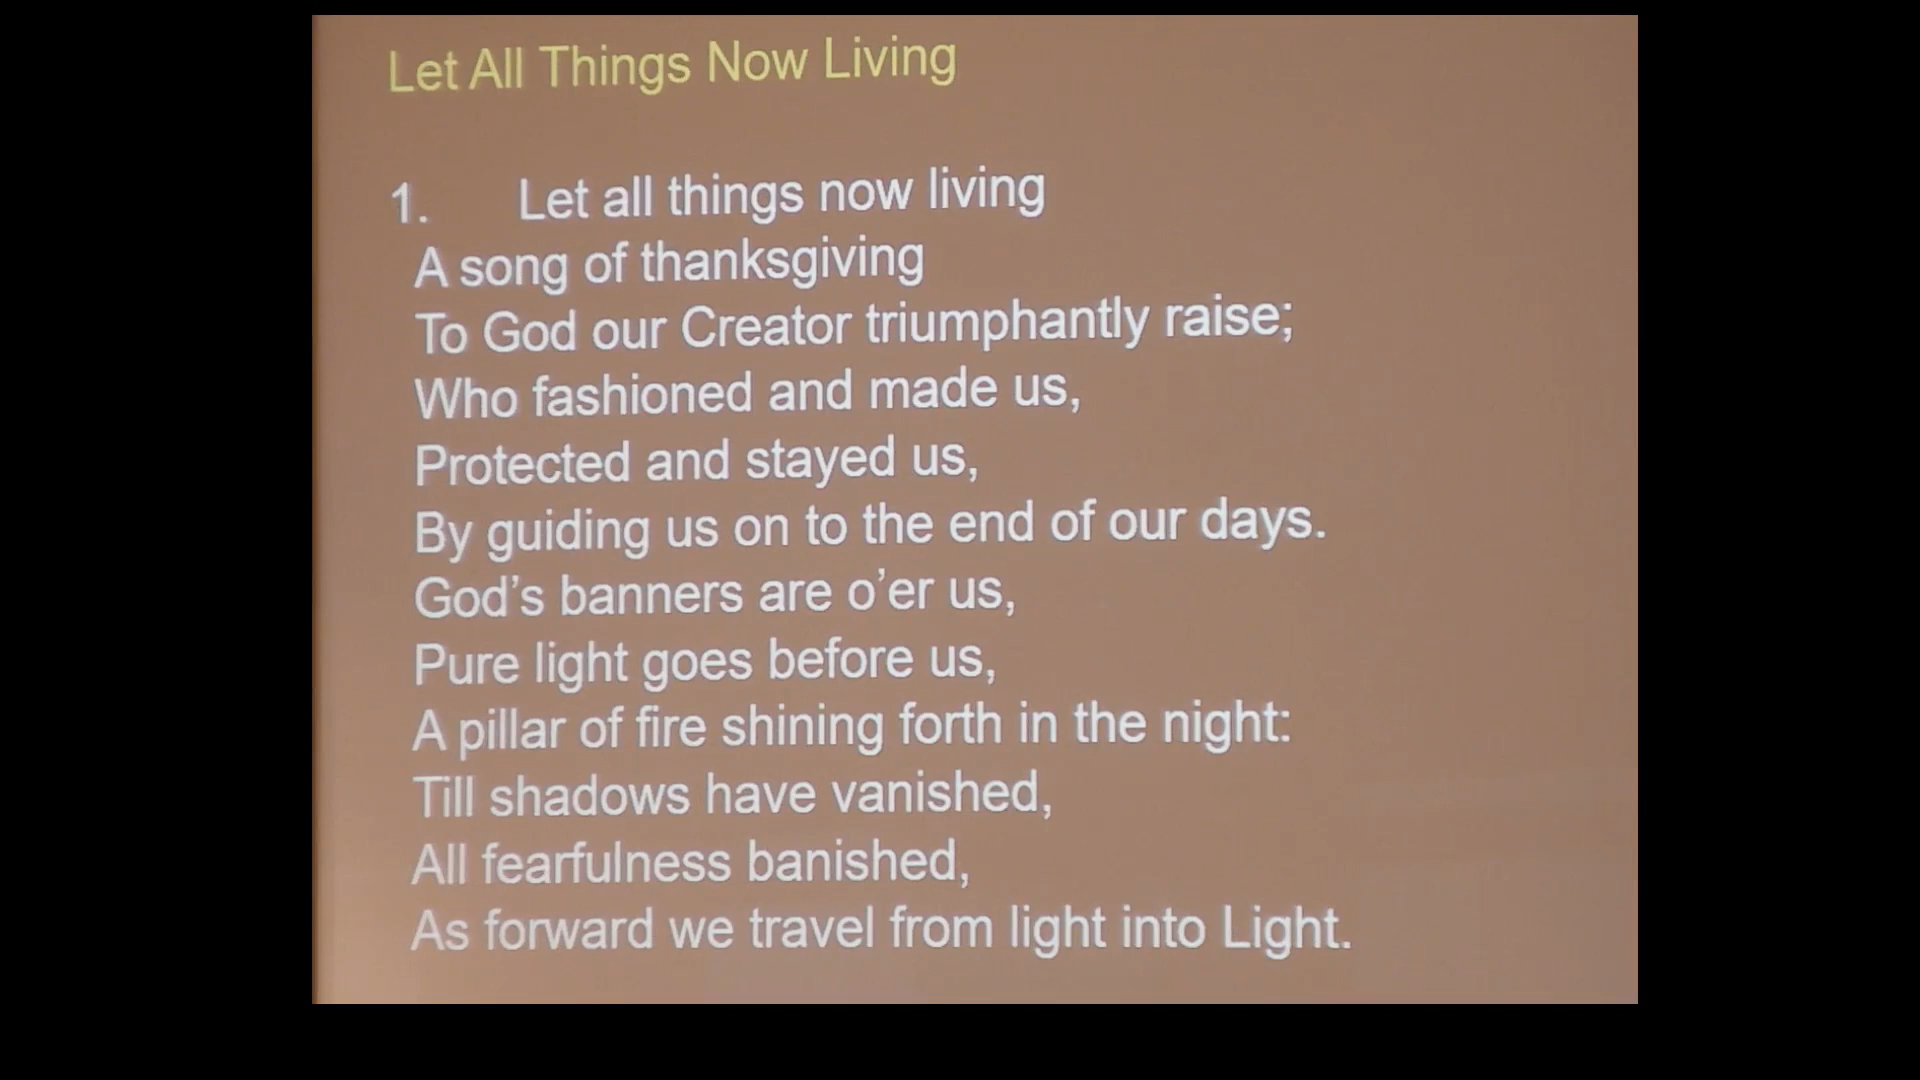 Let All Things Now Living
1. Let all things now living
A song of thanksgiving
To God our Creator triumphantly raise;
Who fashioned and made us,
Protected and stayed us,
By guiding us on to the end of our days.
God’s banners are o’er us,
Pure light goes before us,
A pillar of fire shining forth in the night:
Till shadows have vanished,
All fearfulness banished,
As forward we travel from light into Light.